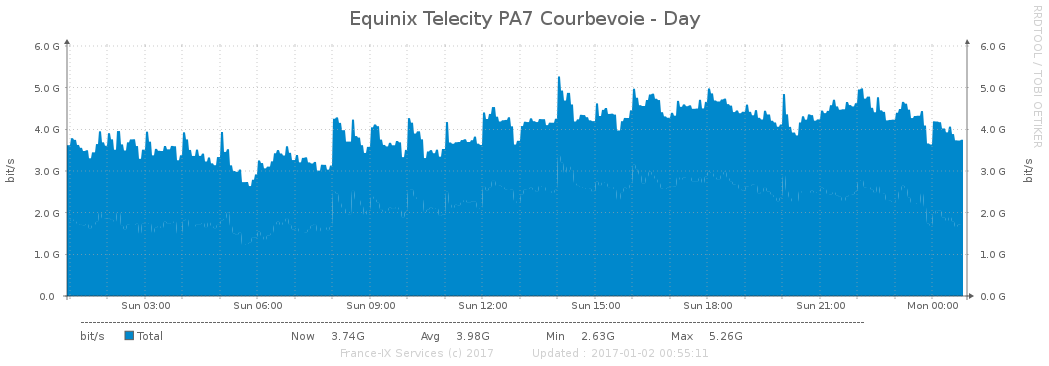 Equinix Telecity PA7 Courbevoie - Day
RRDTOOL / TOBI OETIKER
6.0 G 6.0 G
5.0 G 5.0 G
4.0 G 4.0 G
3.0 G 3.0 G
2.0 G 2.0 G
1.0 G 1.0 G
0.0 0.0 G
bit/s
bit/s
Sun 03:00 Sun 06:00 Sun 09:00 Sun 12:00 Sun 15:00 Sun 18:00 Sun 21:00 Mon 00:00
bit/s Total Now 3.74G Avg 3.98G Min 2.63G Max 5.26G
France-IX Services (c) 2017 Updated : 2017-01-02 00:55:11